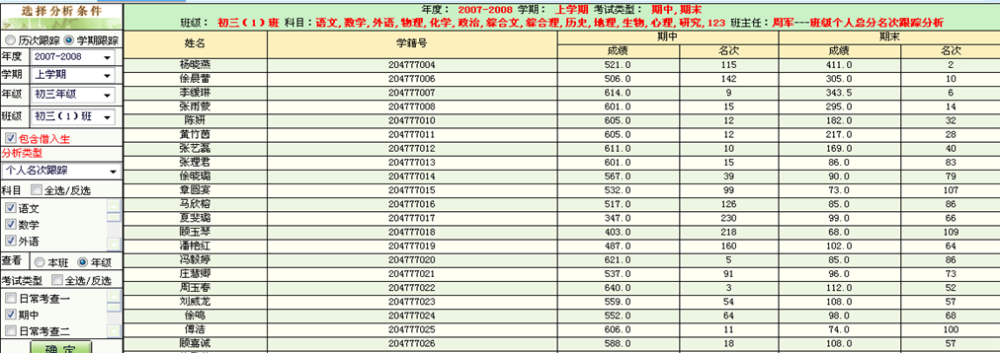 选择分析条件
历次跟踪 学期跟踪
年度 2007-2008
学期 上学期
年级 初三年级
班级 初三（1）班
包含借入生
分析类型
个人名次跟踪
科目 全选/反选
语文
数学
外语
查看 本班 年级
考试类型 全选/反选
日常考查一
期中
日常考查二
确 定
年度： 2007-2008 学期： 上学期 考试类型： 期中,期末
班级： 初三（1）班 科目：语文,数学,外语,物理,化学,政治,综合文,综合理,历史,地理,生物,心理,研究,123 班主任：周军---班级个人总分名次跟踪分析
姓名 学籍号 期中 期末
成绩 名次 成绩 名次
杨晓燕 204777004 521.0 115 411.0 2
徐晨蕾 204777006 506.0 142 305.0 10
李缓琳 204777007 614.0 9 343.5 6
张雨蓼 204777008 601.0 15 295.0 14
陈妍 204777010 605.0 12 182.0 32
黄竹茵 204777011 605.0 12 217.0 28
张艺磊 204777012 611.0 10 169.0 40
张理君 204777013 601.0 15 86.0 83
徐晓璐 204777014 567.0 39 90.0 79
章圆宴 204777015 532.0 99 73.0 107
马欣榕 204777016 517.0 126 85.0 86
夏斐璐 204777017 347.0 230 99.0 66
顾玉琴 204777018 403.0 218 68.0 109
潘艳红 204777019 487.0 160 102.0 64
冯毅婷 204777020 621.0 5 85.0 86
庄慧卿 204777021 537.0 91 96.0 73
周玉春 204777022 640.0 3 112.0 52
刘威龙 204777023 559.0 54 108.0 57
徐鸣 204777024 552.0 64 98.0 68
傅洁 204777025 606.0 11 74.0 100
顾嘉诚 204777026 588.0 18 108.0 57